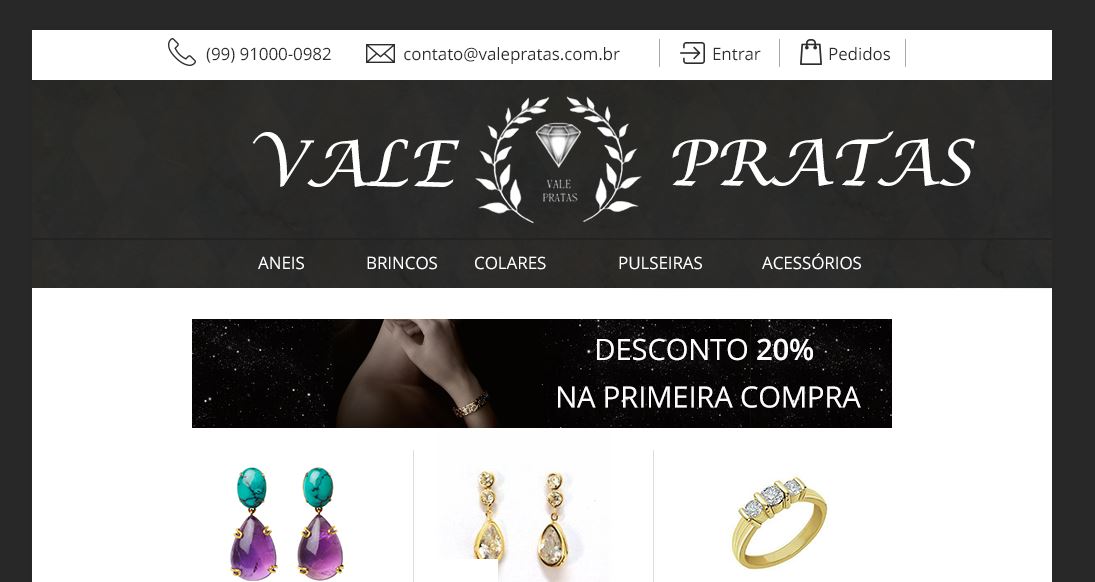 (99) 91000-0982 contato@valepratas.com.br Entrar Pedidos
VALE PRATAS
VALE
PRATAS
ANEIS BRINCOS COLARES PULSEIRAS ACESSÓRIOS
DESCONTO 20%
NA PRIMEIRA COMPRA